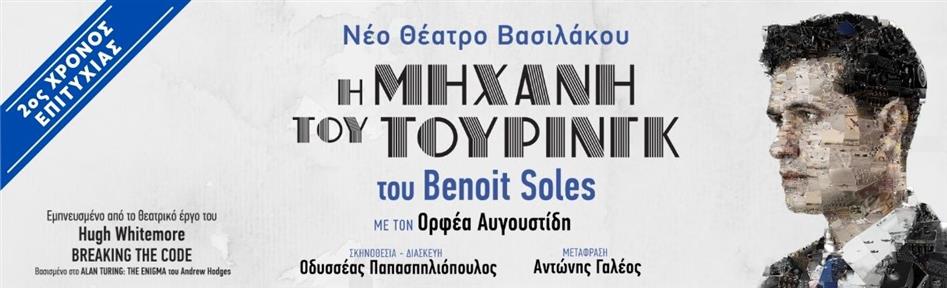 2ος ΧΡΟΝΟΣ
ΕΠΙΤΥΧΙΑΣ
Νέο Θέατρο Βασιλάκου
Η ΜΗΧΑΝΗ
ΤΟΥ ΤΟΥΡΙΝΓΚ
του Benoit Soles
ΜΕ ΤΟΝ Ορφέα Αυγουστίδη
ΣΚΗΝΟΘΕΣΙΑ - ΔΙΑΣΚΕΥΗ
Οδυσσέας Παπασπηλιόπουλος
ΜΕΤΑΦΡΑΣΗ
Αντώνης Γαλέος
Εμπνευσμένο από το θεατρικό έργο του
Hugh Whitemore
BREAKING THE CODE
Βασισμένο στο ALAN TURING: THE ENIGMA του Andrew Hodges